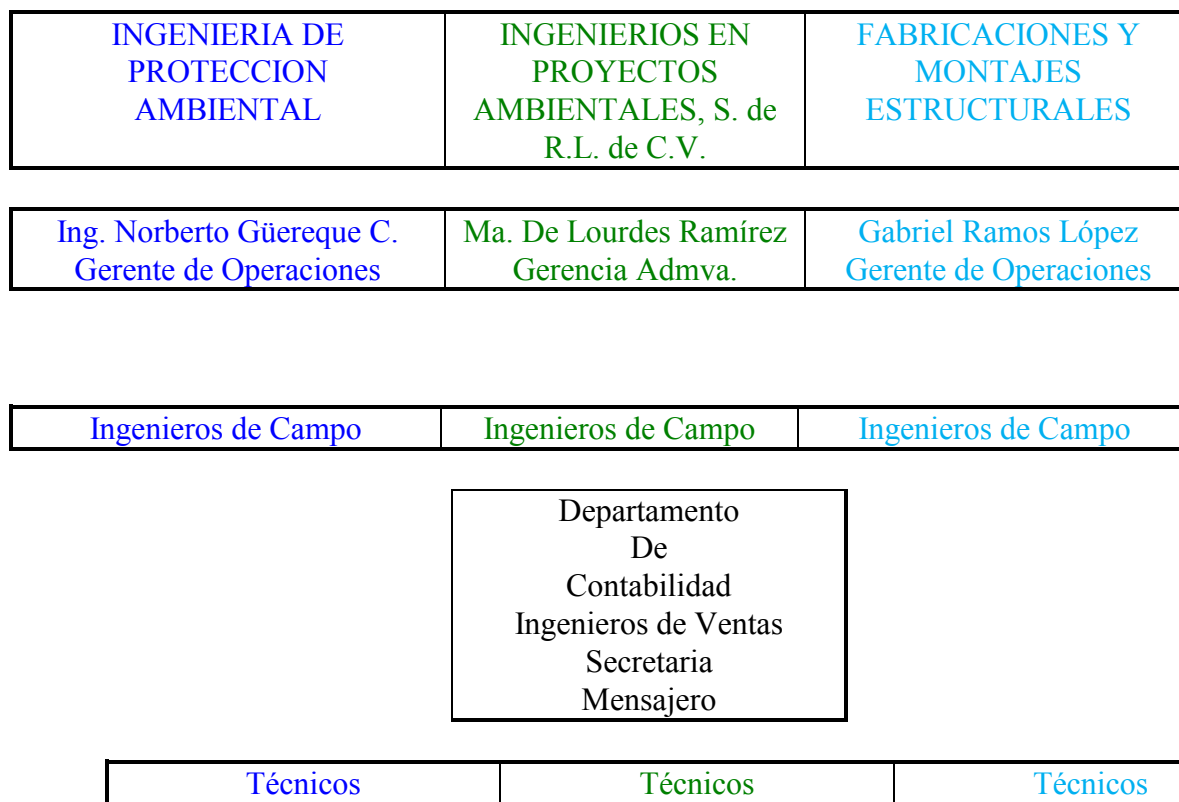 INGENIERIA DE
PROTECCION
AMBIENTAL
INGENIERIOS EN
PROYECTOS
AMBIENTALES, S. de
R.L. de C.V.
FABRICACIONES Y
MONTAJES
ESTRUCTURALES
Ing. Norberto Güereque C.
Gerente de Operaciones
Ma. De Lourdes Ramírez
Gerencia Admva.
Gabriel Ramos López
Gerente de Operaciones
Ingenieros de Campo
Ingenieros de Campo
Ingenieros de Campo
Departamento
De
Contabilidad
Ingenieros de Ventas
Secretaria
Mensajero
Técnicos
Técnicos
Técnicos